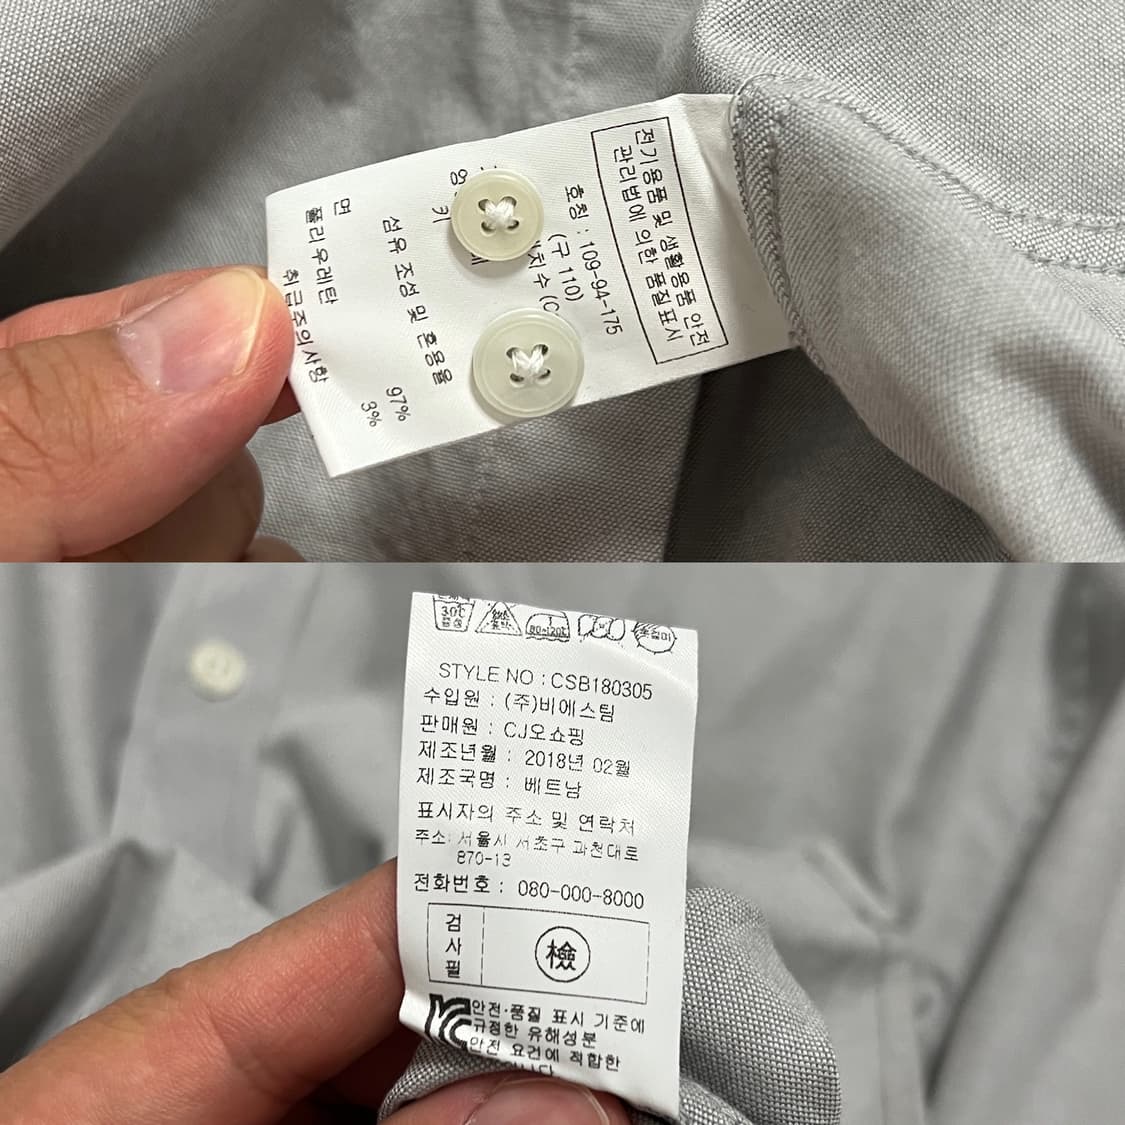 전기용품 및 생활용품 안전
관리법에 의한 품질표시
호칭 : 109-94-175
(구 110)
치수 (C
키
섬유 조성 및 혼용율
면 97%
폴리우레탄 3%
취급주의사항
30℃
80~120℃
STYLE NO : CSB180305
수입원 : (주)비에스팀
판매원 : CJ오쇼핑
제조년월 : 2018년 02월
제조국명 : 베트남
표시자의 주소 및 연락처
주소: 서울시 서초구 과천대로
870-13
전화번호 : 080-000-8000
검사필
檢
안전·품질 표시 기준에
규정한 유해성분
안전 요건에 적합한